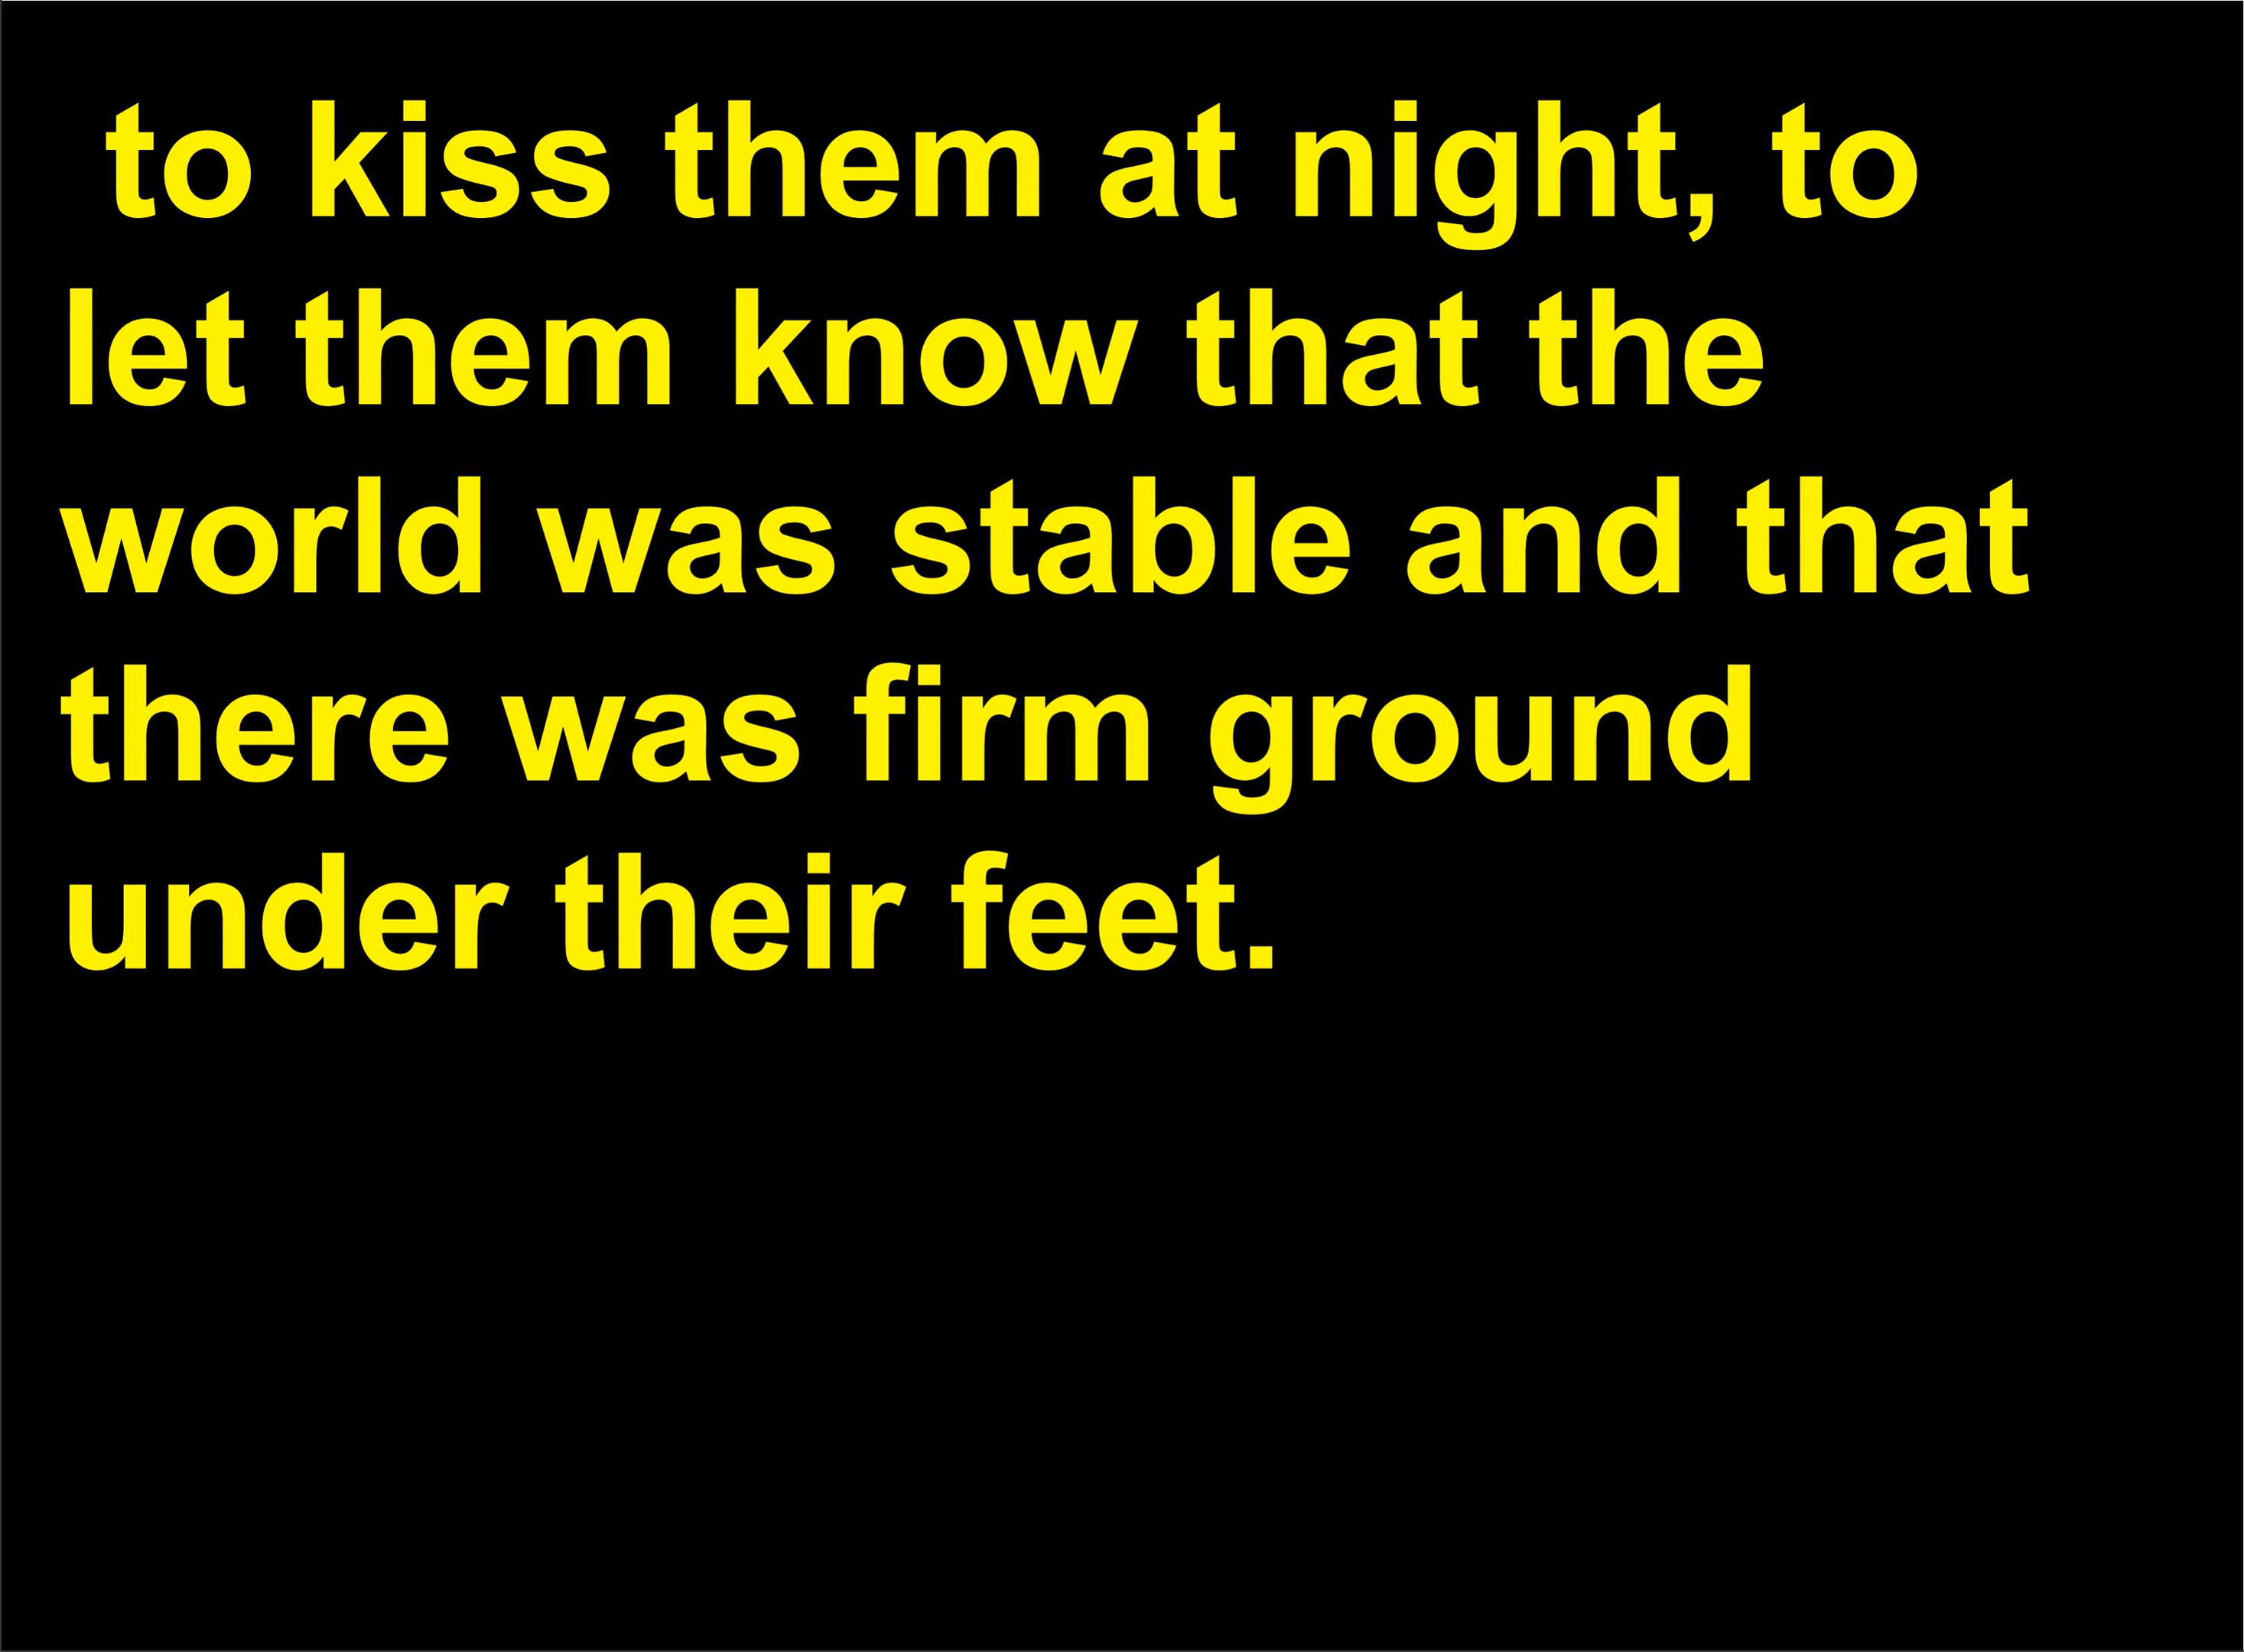 to kiss them at night, to
let them know that the
world was stable and that
there was firm ground
under their feet.